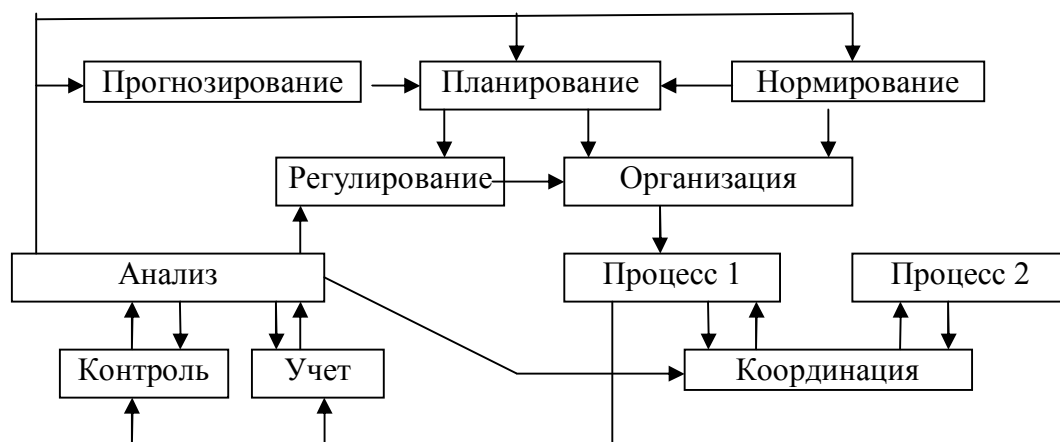 Прогнозирование
Планирование
Нормирование
Регулирование
Организация
Анализ
Процесс 1
Процесс 2
Контроль
Учет
Координация